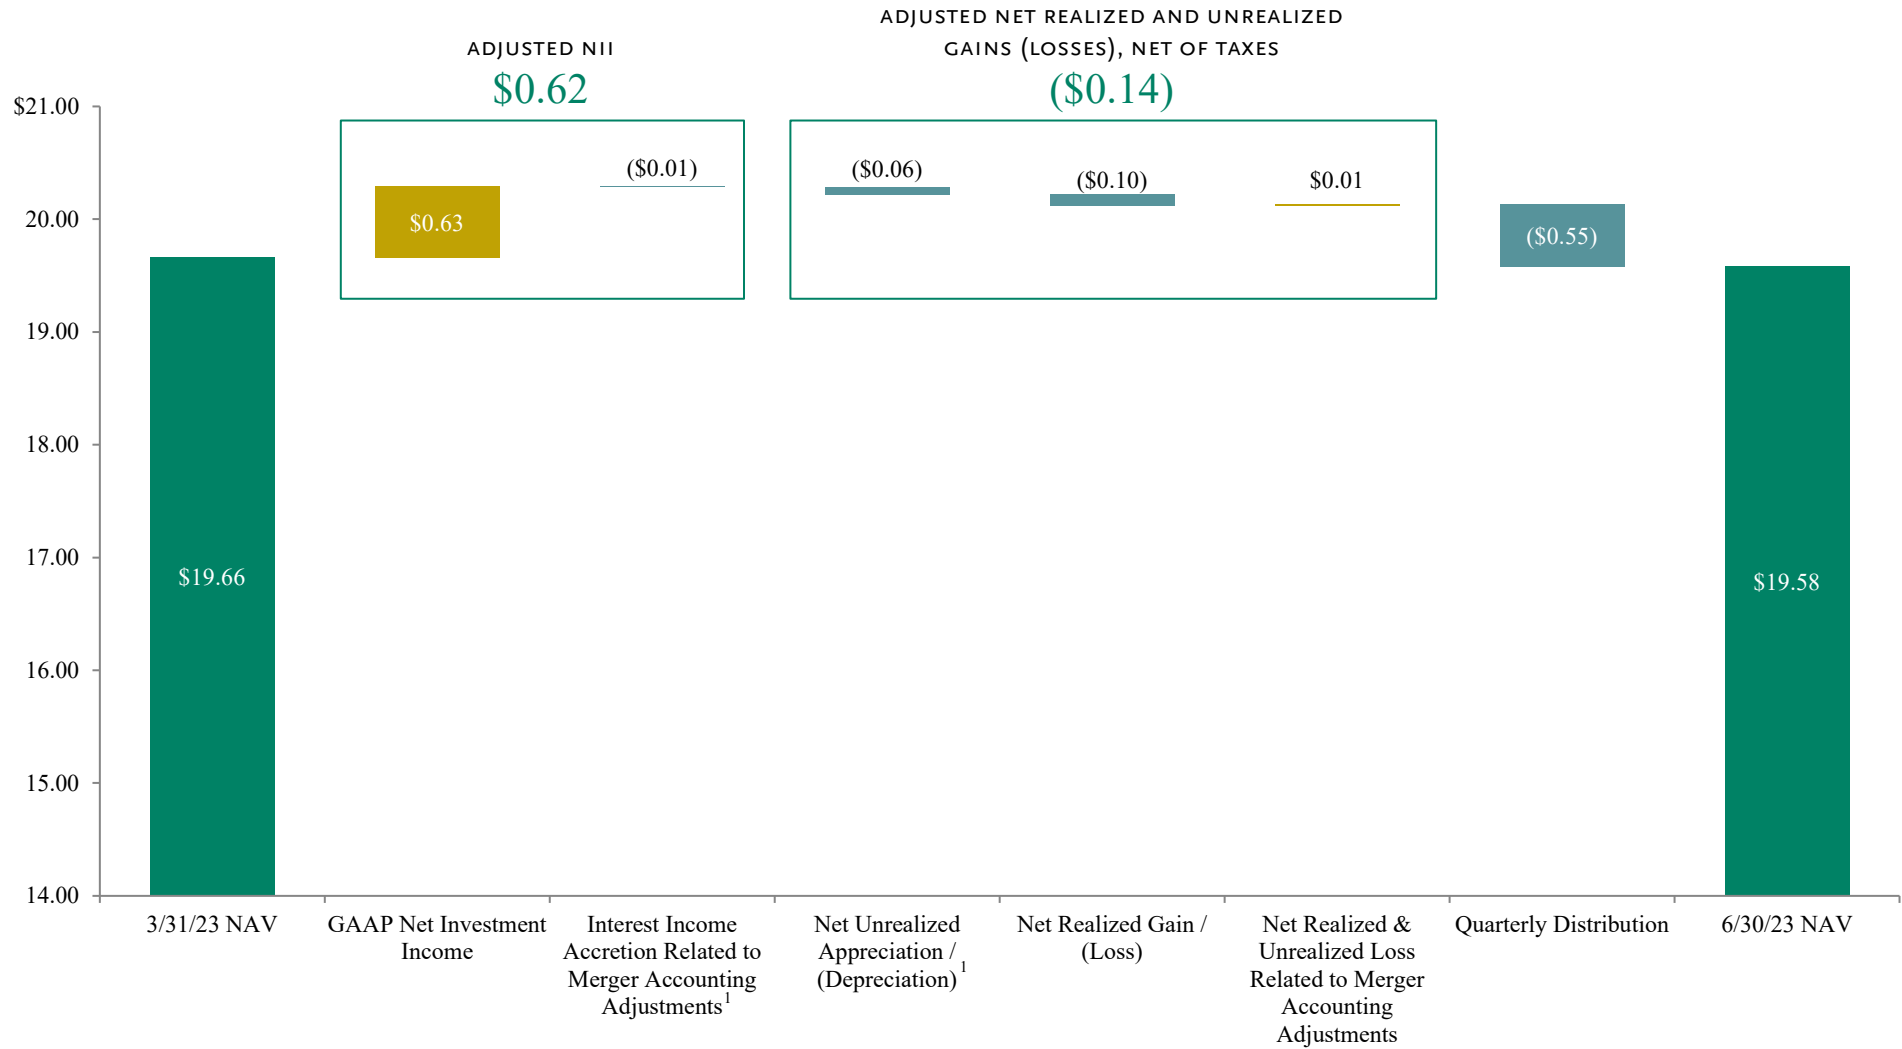 ADJUSTED NII
$0.62
ADJUSTED NET REALIZED AND UNREALIZED
GAINS (LOSSES), NET OF TAXES
($0.14)
$21.00
20.00
19.00
18.00
17.00
16.00
15.00
14.00
$19.66
$0.63
($0.01)
($0.06)
($0.10)
$0.01
($0.55)
$19.58
3/31/23 NAV
GAAP Net Investment
Income
Interest Income
Accretion Related to
Merger Accounting
Adjustments1
Net Unrealized
Appreciation /
(Depreciation)1
Net Realized Gain /
(Loss)
Net Realized &
Unrealized Loss
Related to Merger
Accounting
Adjustments
Quarterly Distribution
6/30/23 NAV